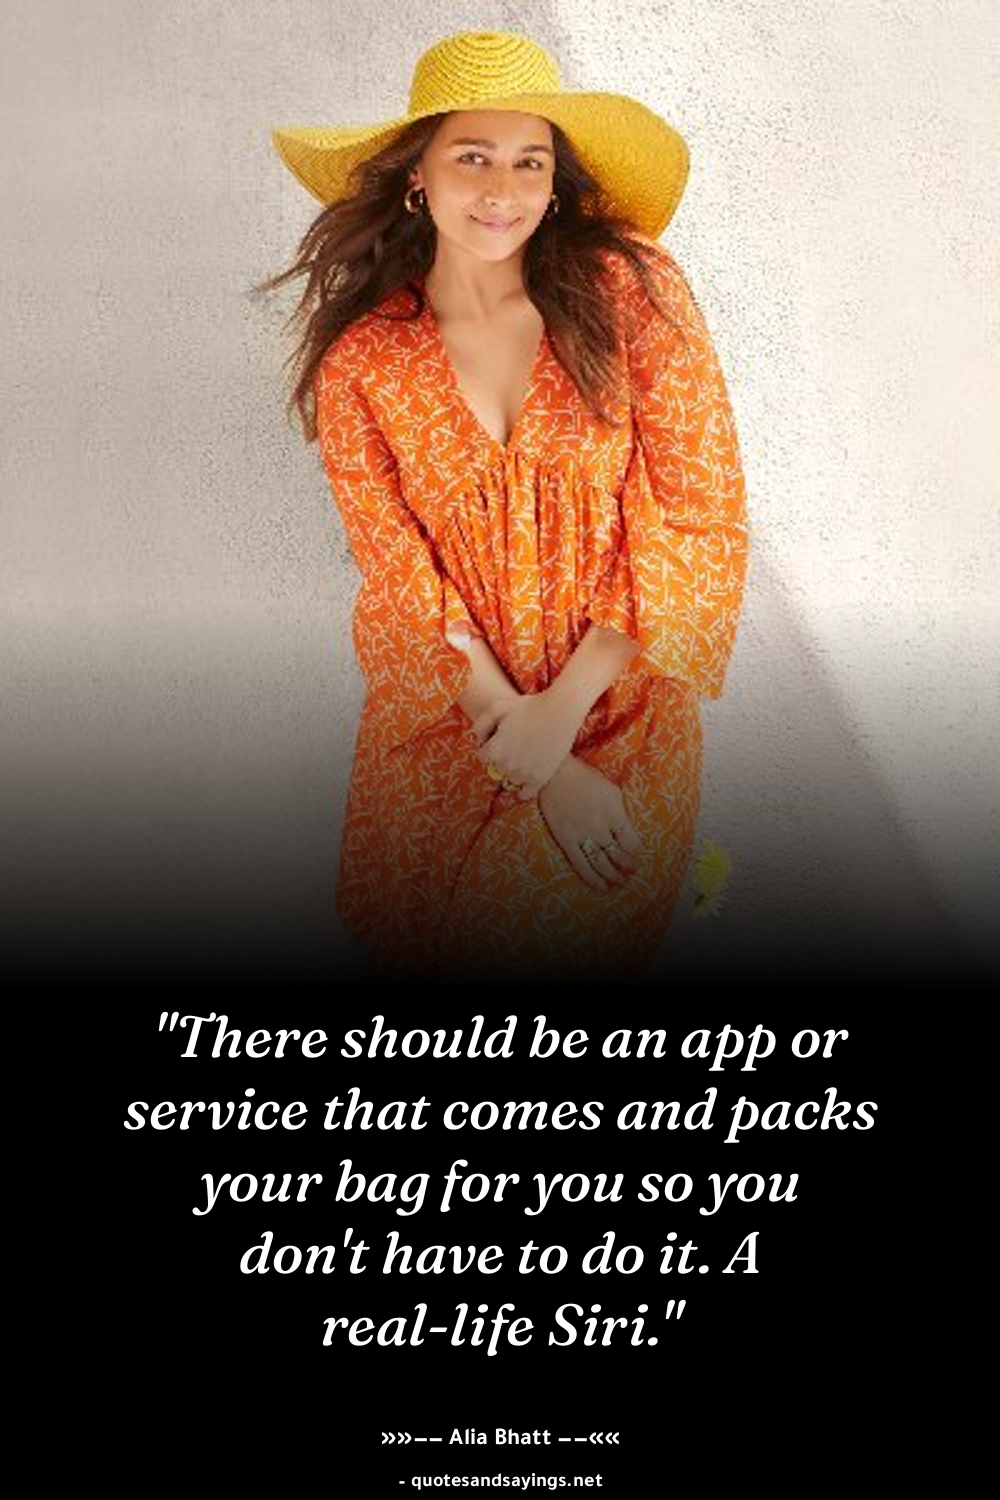 "There should be an app or
service that comes and packs
your bag for you so you
don't have to do it. A
real-life Siri."
»»–– Alia Bhatt ––««
- quotesandsayings.net